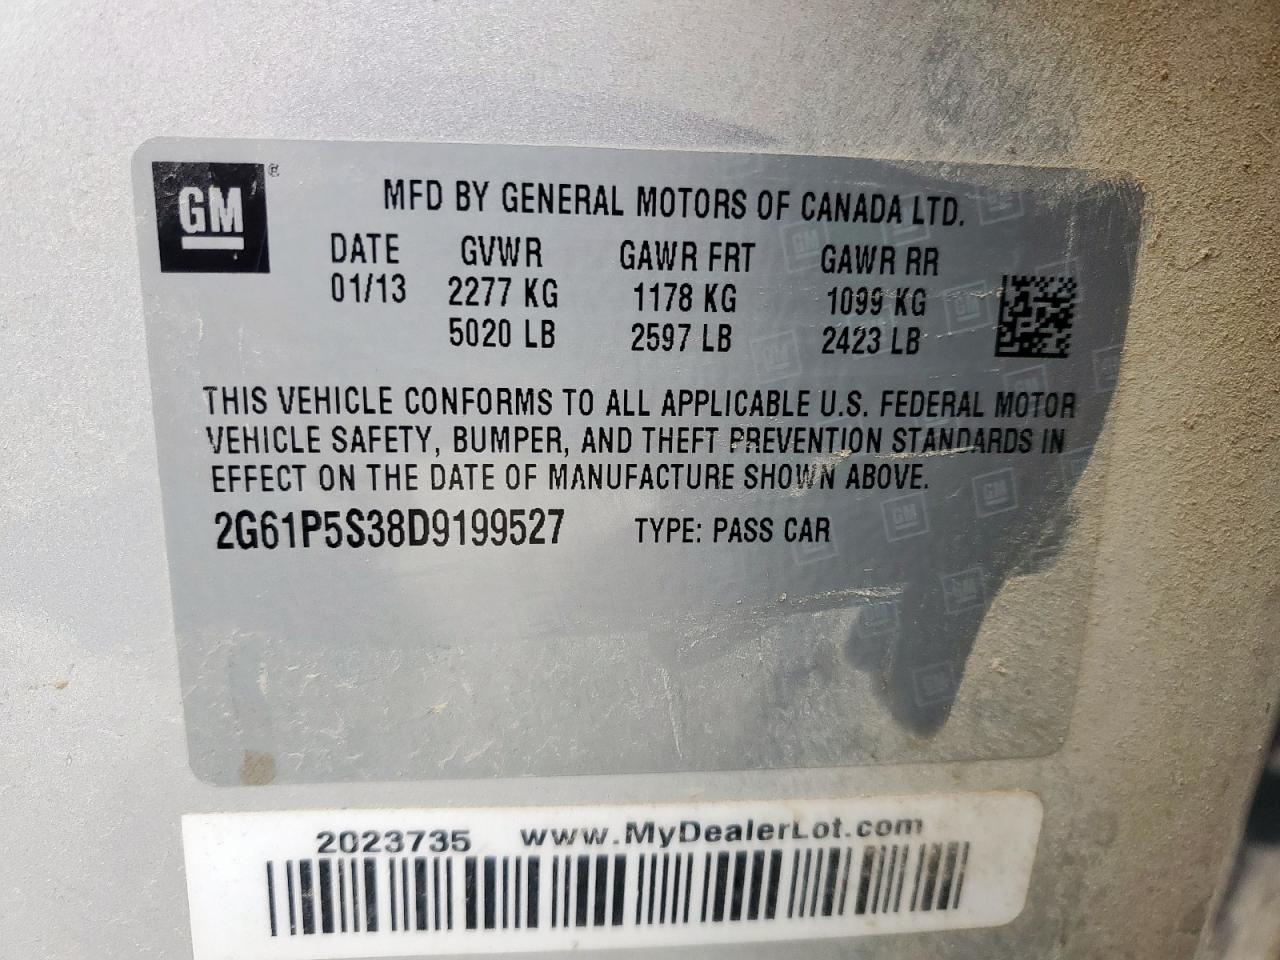 GM
MFD BY GENERAL MOTORS OF CANADA LTD.
DATE GVWR GAWR FRT GAWR RR
01/13 2277 KG 1178 KG 1099 KG
5020 LB 2597 LB 2423 LB
THIS VEHICLE CONFORMS TO ALL APPLICABLE U.S. FEDERAL MOTOR
VEHICLE SAFETY, BUMPER, AND THEFT PREVENTION STANDARDS IN
EFFECT ON THE DATE OF MANUFACTURE SHOWN ABOVE.
2G61P5S38D9199527 TYPE: PASS CAR
2023735 www.MyDealerLot.com